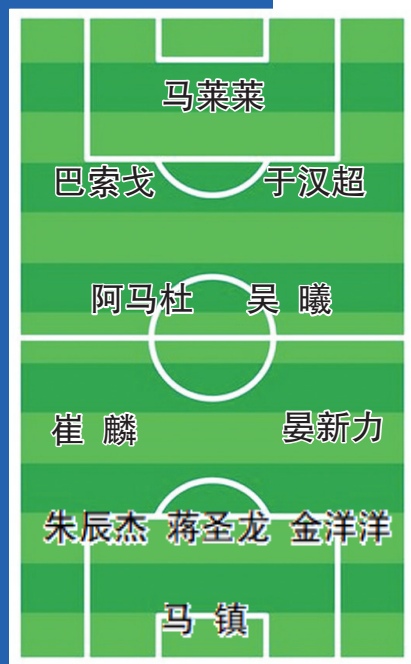 马莱莱
巴索戈 于汉超
阿马杜 吴 曦
崔 麟 晏新力
朱辰杰 蒋圣龙 金洋洋
马 镇